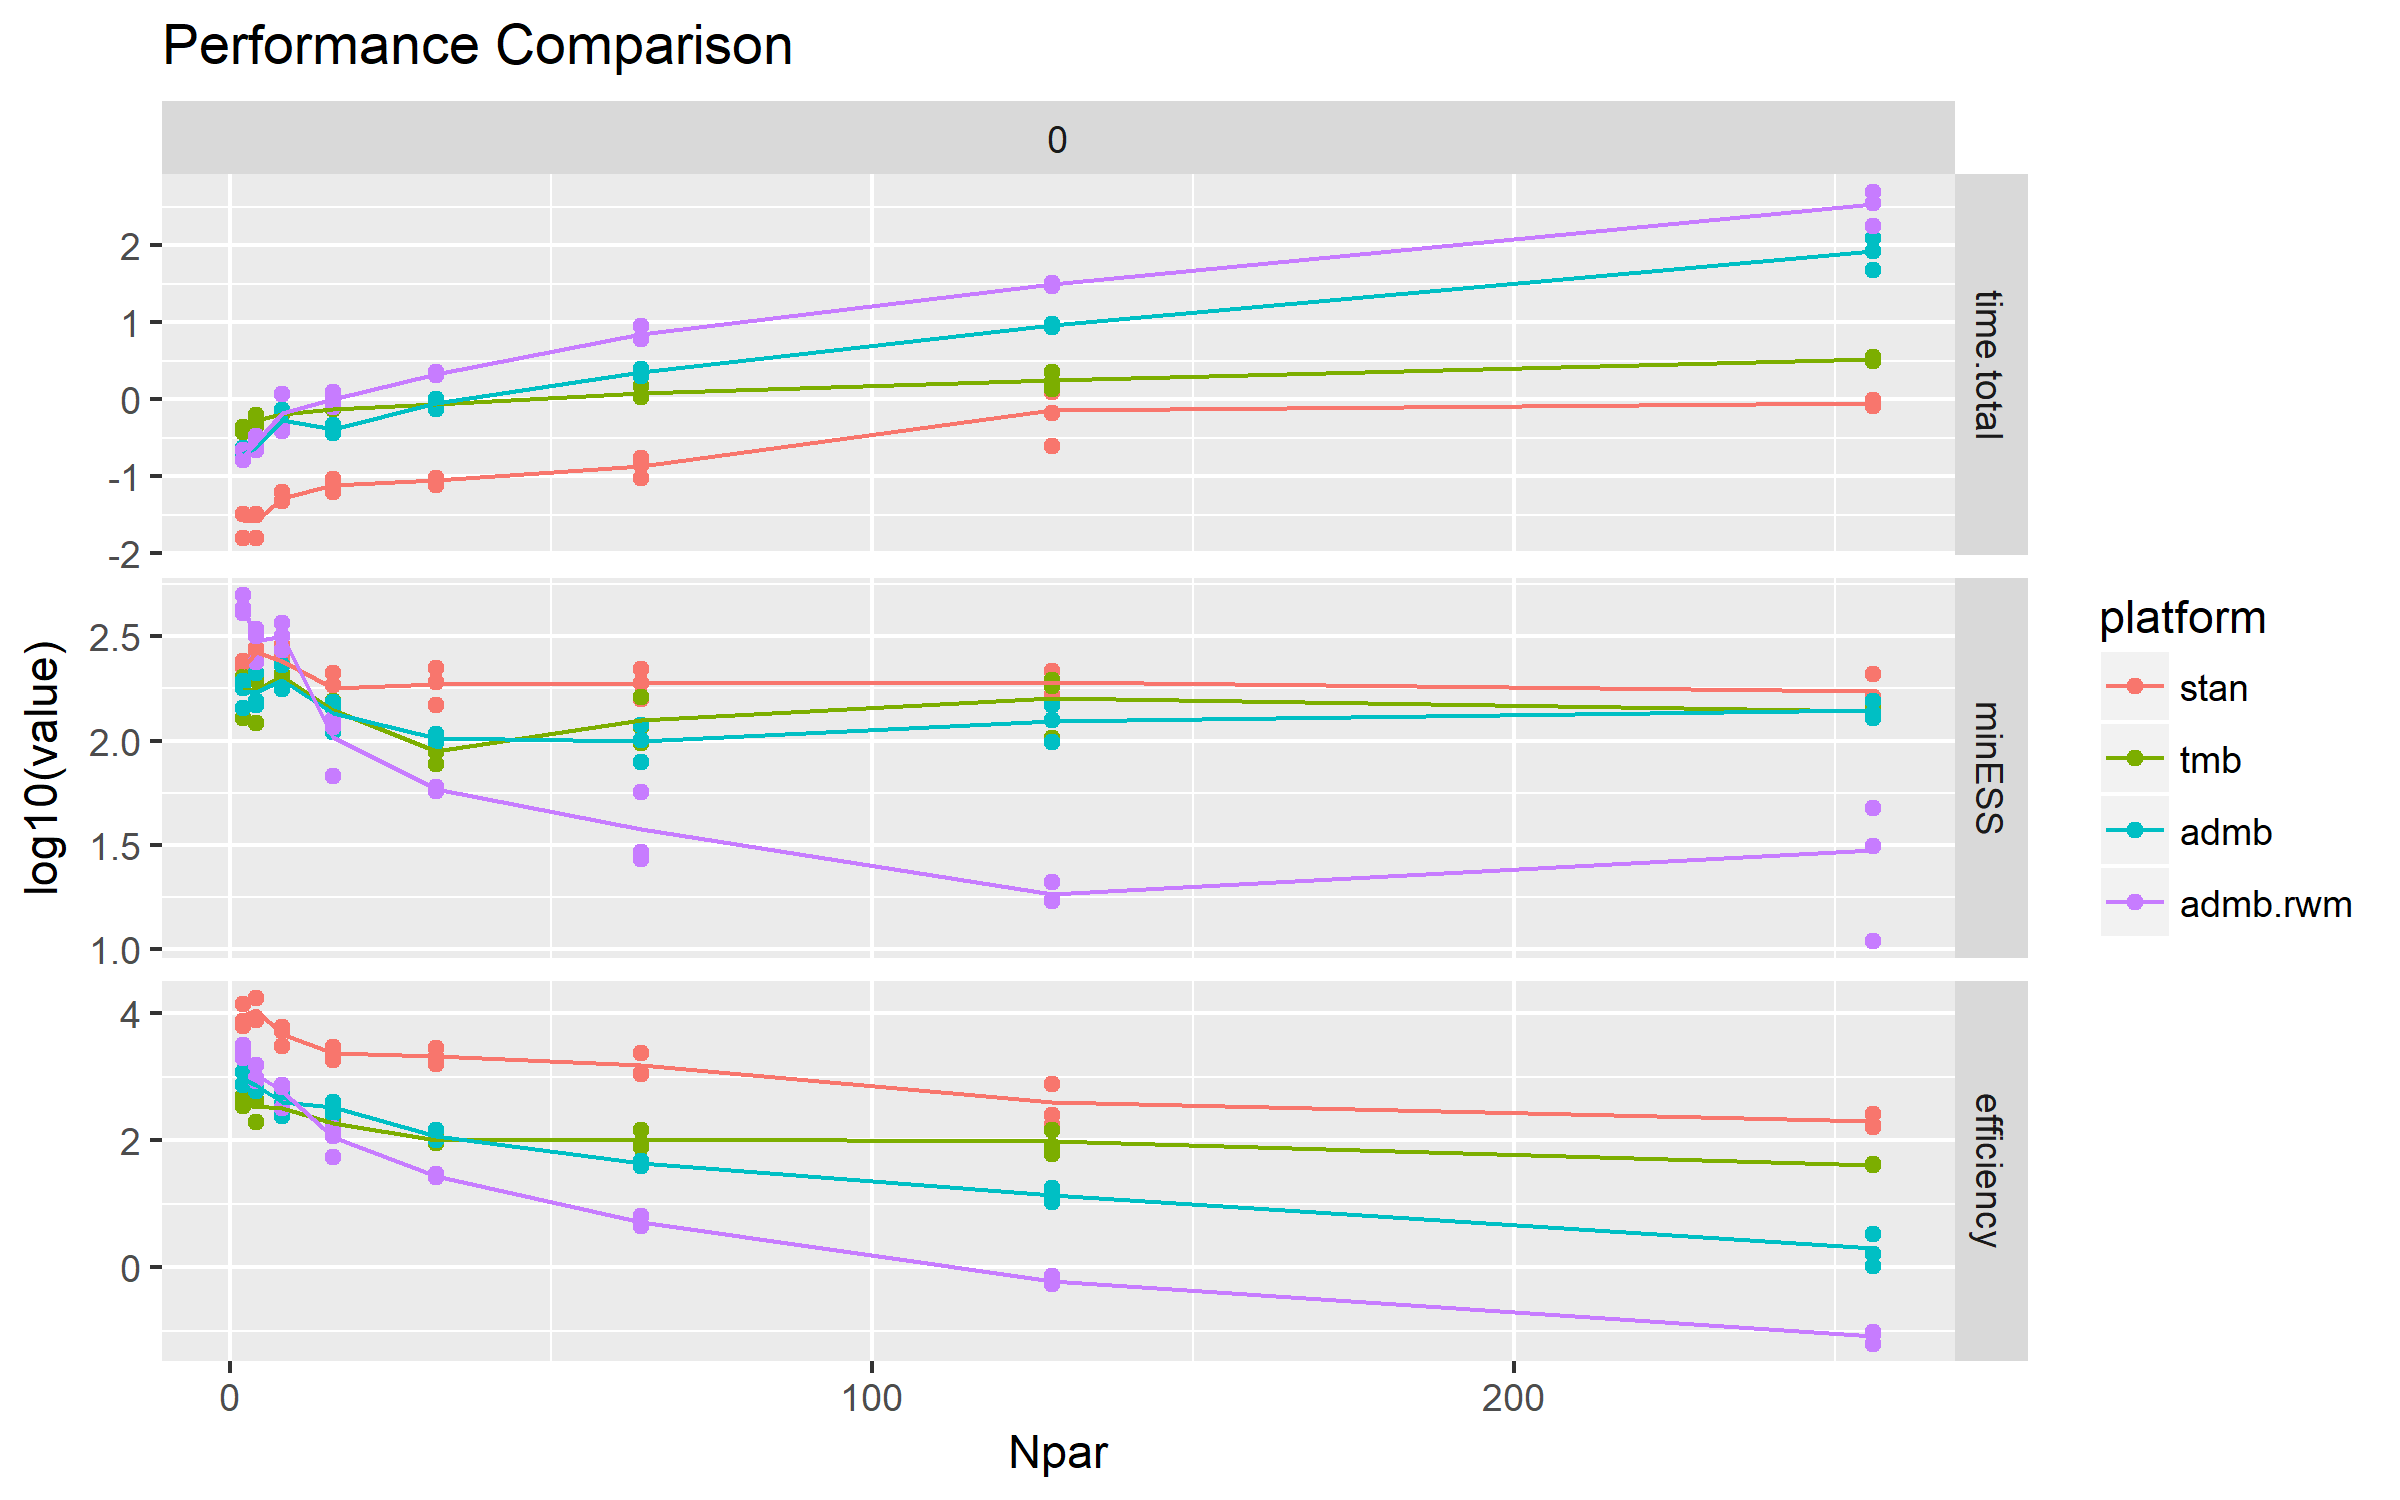 Performance Comparison
0
2
1
0
-1
-2
time.total
2.5
2.0
1.5
1.0
minESS
4
2
0
efficiency
log10(value)
0 100 200
Npar
platform
stan
tmb
admb
admb.rwm